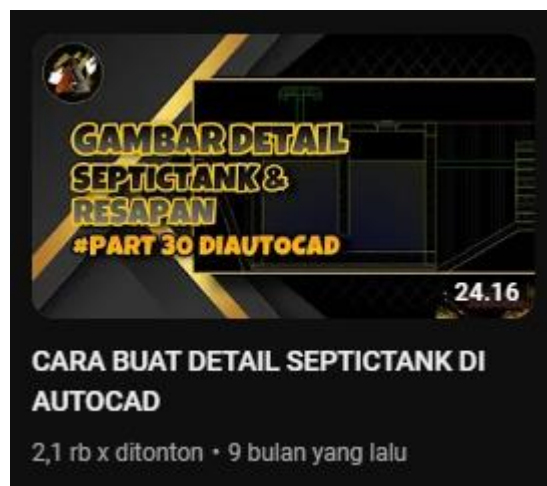 GAMBAR DETAIL
SEPTICTANK &
RESAPAN
#PART 30 DIAUTOCAD
24.16
CARA BUAT DETAIL SEPTICTANK DI
AUTOCAD
2,1 rb x ditonton • 9 bulan yang lalu